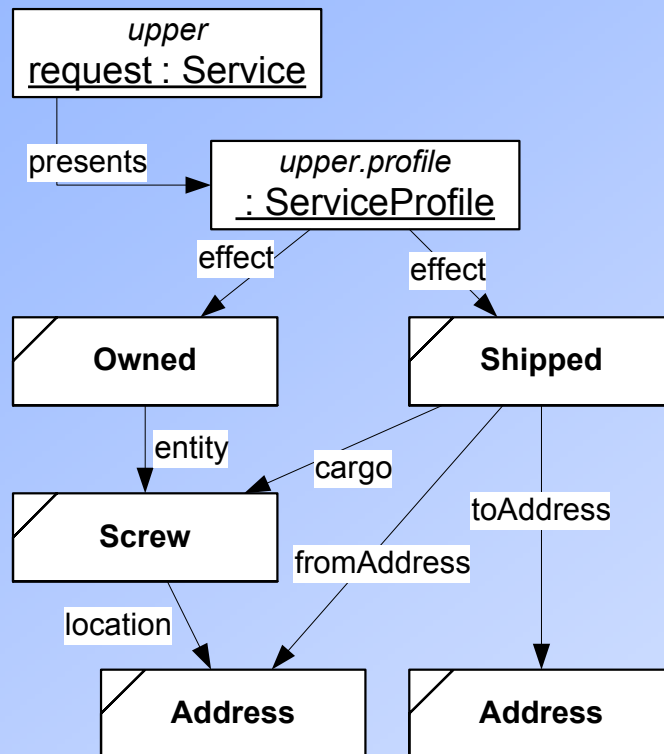 upper
request : Service
presents
upper.profile
: ServiceProfile
effect
effect
Owned
Shipped
entity
cargo
toAddress
Screw
fromAddress
location
Address
Address